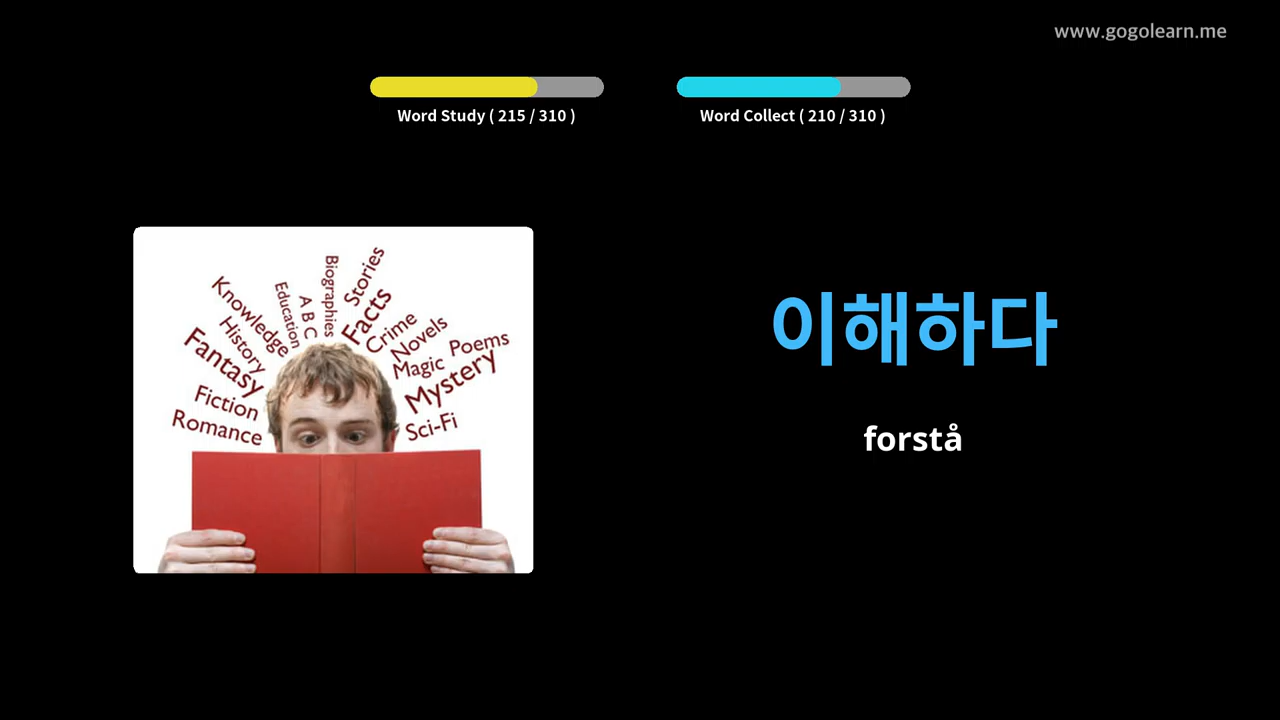 www.gogolearn.me
Word Study ( 215 / 310 )
Word Collect ( 210 / 310 )
Stories
Biographies
Facts
A B C
Education
Knowledge
History
Fantasy
Fiction
Romance
Crime
Novels
Poems
Magic
Mystery
Sci-Fi
이해하다
forstå